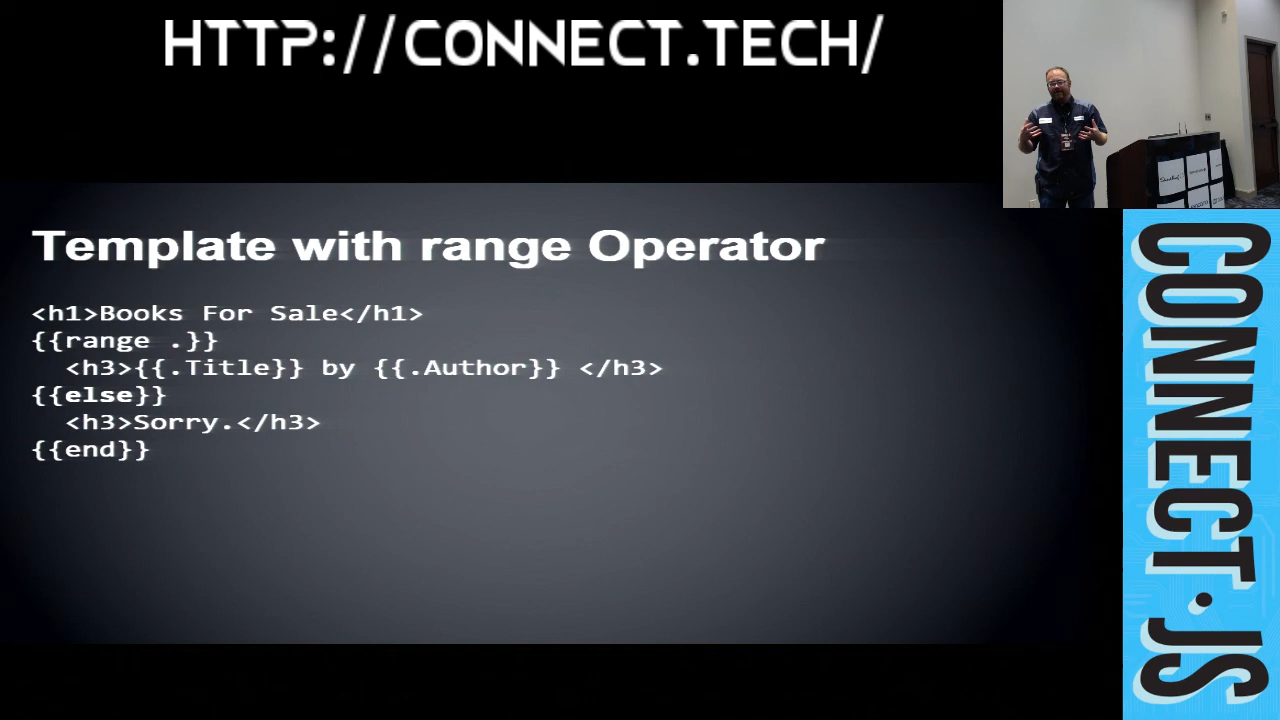 HTTP://CONNECT.TECH/
Template with range Operator
<h1>Books For Sale</h1>
{{range .}}
  <h3>{{.Title}} by {{.Author}} </h3>
{{else}}
  <h3>Sorry.</h3>
{{end}}
CONNECT.JS